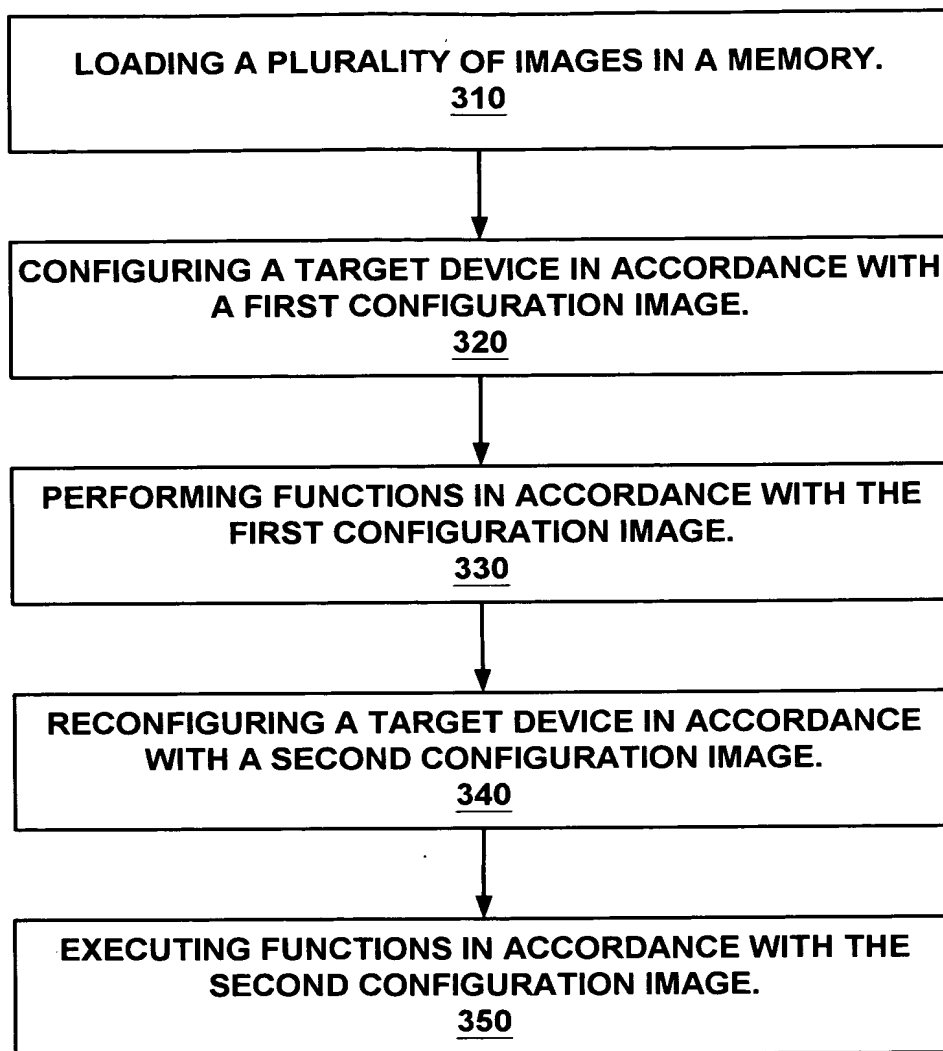 LOADING A PLURALITY OF IMAGES IN A MEMORY.
310
CONFIGURING A TARGET DEVICE IN ACCORDANCE WITH
A FIRST CONFIGURATION IMAGE.
320
PERFORMING FUNCTIONS IN ACCORDANCE WITH THE
FIRST CONFIGURATION IMAGE.
330
RECONFIGURING A TARGET DEVICE IN ACCORDANCE
WITH A SECOND CONFIGURATION IMAGE.
340
EXECUTING FUNCTIONS IN ACCORDANCE WITH THE
SECOND CONFIGURATION IMAGE.
350